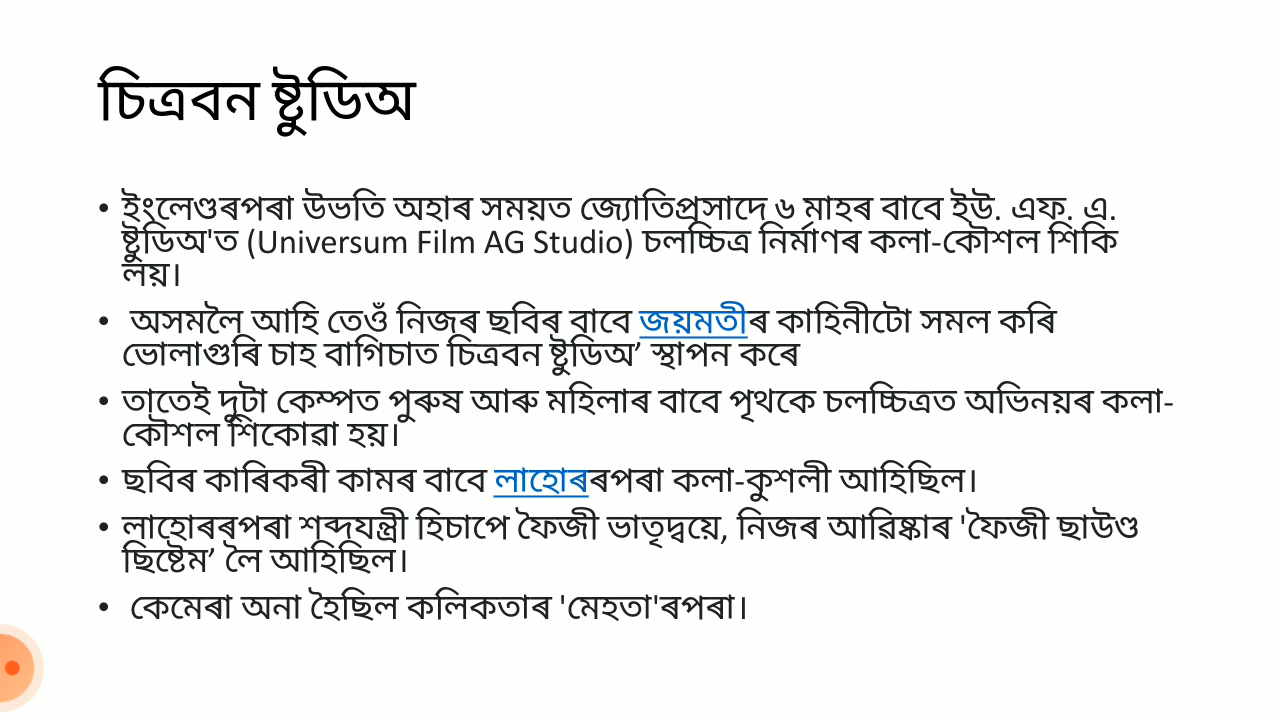 চিত্ৰবন ষ্টুডিঅ
• ইংলেণ্ডৰপৰা উভতি অহাৰ সময়ত জ্যোতিপ্ৰসাদে ৬ মাহৰ বাবে ইউ. এফ. এ.
ষ্টুডিঅ'ত (Universum Film AG Studio) চলচ্চিত্ৰ নিৰ্মাণৰ কলা-কৌশল শিকি
লয়।
• অসমলৈ আহি তেওঁ নিজৰ ছবিৰ বাবে জয়মতীৰ কাহিনীটো সমল কৰি
ভোলাগুৰি চাহ বাগিচাত চিত্ৰবন ষ্টুডিঅ’ স্থাপন কৰে
• তাতেই দুটা কেম্পত পুৰুষ আৰু মহিলাৰ বাবে পৃথকে চলচ্চিত্ৰত অভিনয়ৰ কলা-
কৌশল শিকোৱা হয়।
• ছবিৰ কাৰিকৰী কামৰ বাবে লাহোৰৰপৰা কলা-কুশলী আহিছিল।
• লাহোৰৰপৰা শব্দযন্ত্ৰী হিচাপে ফৈজী ভাতৃদ্বয়ে, নিজৰ আৱিষ্কাৰ 'ফৈজী ছাউণ্ড
ছিষ্টেম’ লৈ আহিছিল।
• কেমেৰা অনা হৈছিল কলিকতাৰ 'মেহতা'ৰপৰা।